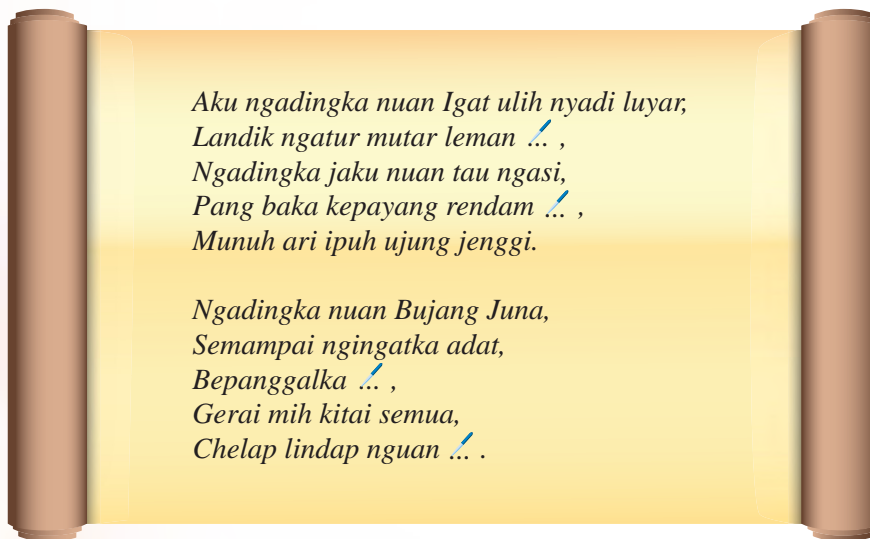 Aku ngadingka nuan Igat ulih nyadi luyar,
Landik ngatur mutar leman ... ,
Ngadingka jaku nuan tau ngasi,
Pang baka kepayang rendam ... ,
Munuh ari ipuh ujung jenggi.

Ngadingka nuan Bujang Juna,
Semampai ngingatka adat,
Bepanggalka ... ,
Gerai mih kitai semua,
Chelap lindap nguan ... .